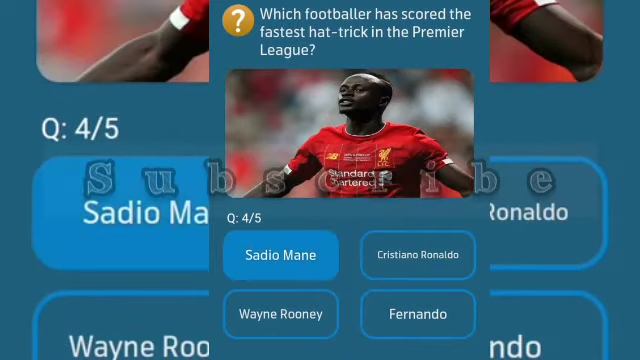 Which footballer has scored the
fastest hat-trick in the Premier
League?
Standard
Chartered
Q: 4/5
Q: 4/5
Subscribe
Sadio Ma
Sadio Mane
Cristiano Ronaldo
Ronaldo
Wayne Roo
Wayne Rooney
Fernando
ndo